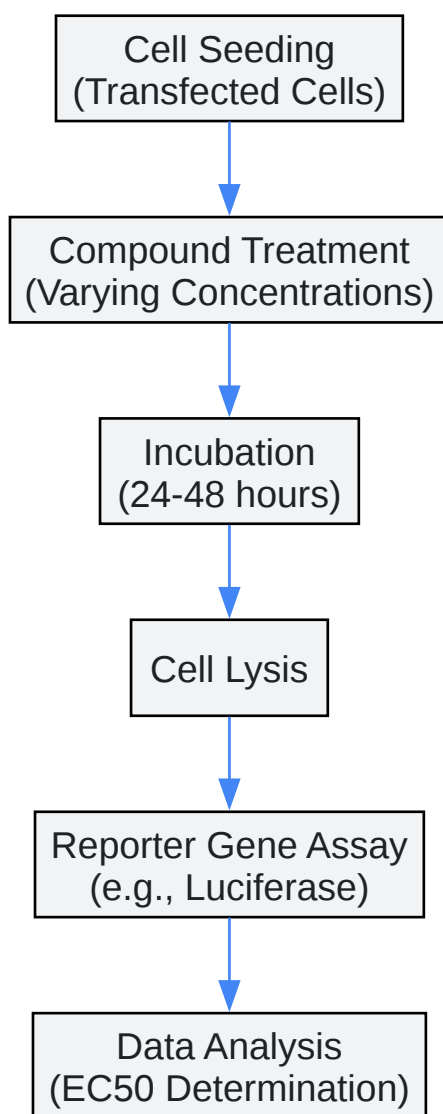 Cell Seeding
(Transfected Cells)
Compound Treatment
(Varying Concentrations)
Incubation
(24-48 hours)
Cell Lysis
Reporter Gene Assay
(e.g., Luciferase)
Data Analysis
(EC50 Determination)